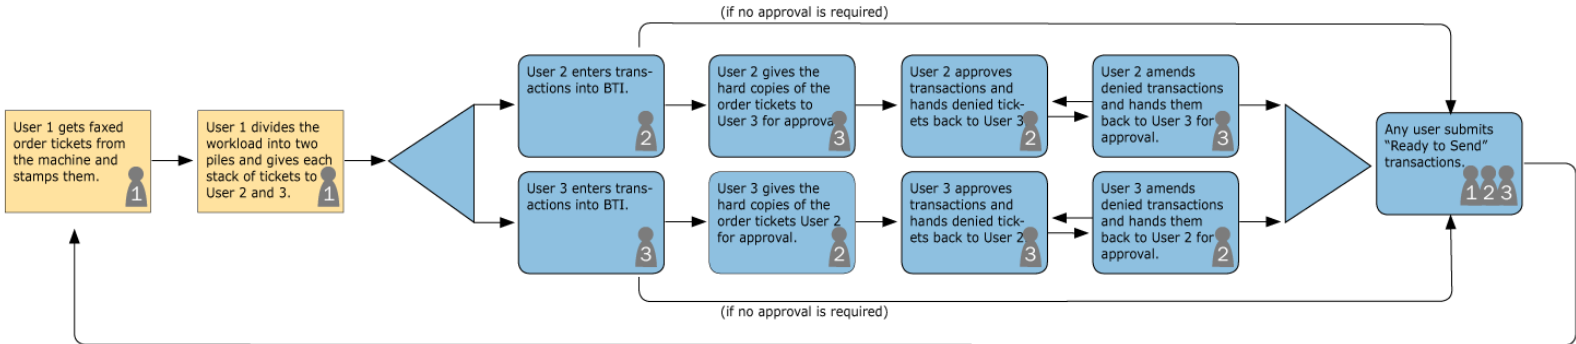 (if no approval is required)
User 1 gets faxed
order tickets from
the machine and
stamps them.
1
User 1 divides the
workload into two
piles and gives each
stack of tickets to
User 2 and 3.
1
User 2 enters trans-
actions into BTI.
2
User 2 gives the
hard copies of the
order tickets to
User 3 for approval
3
User 2 approves
transactions and
hands denied tick-
ets back to User 3
2
User 2 amends
denied transactions
and hands them
back to User 3 for
approval.
3
User 3 enters trans-
actions into BTI.
3
User 3 gives the
hard copies of the
order tickets User 2
for approval.
2
User 3 approves
transactions and
hands denied tick-
ets back to User 2
3
User 3 amends
denied transactions
and hands them
back to User 2 for
approval.
2
Any user submits
“Ready to Send”
transactions.
1 2 3
(if no approval is required)